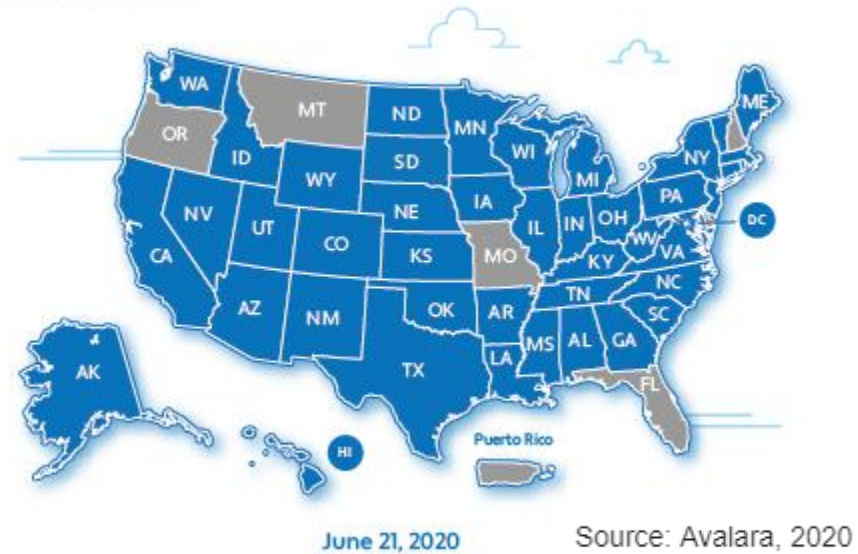 WA
MT
ND
MN
ME
OR
ID
SD
WI
NY
WY
MI
IA
PA
NE
NV
IL
IN
OH
DC
UT
CO
WV
VA
CA
KS
MO
KY
NC
TN
AZ
NM
OK
AR
SC
MS
AL
GA
LA
TX
AK
FL
HI
Puerto Rico
June 21, 2020
Source: Avalara, 2020